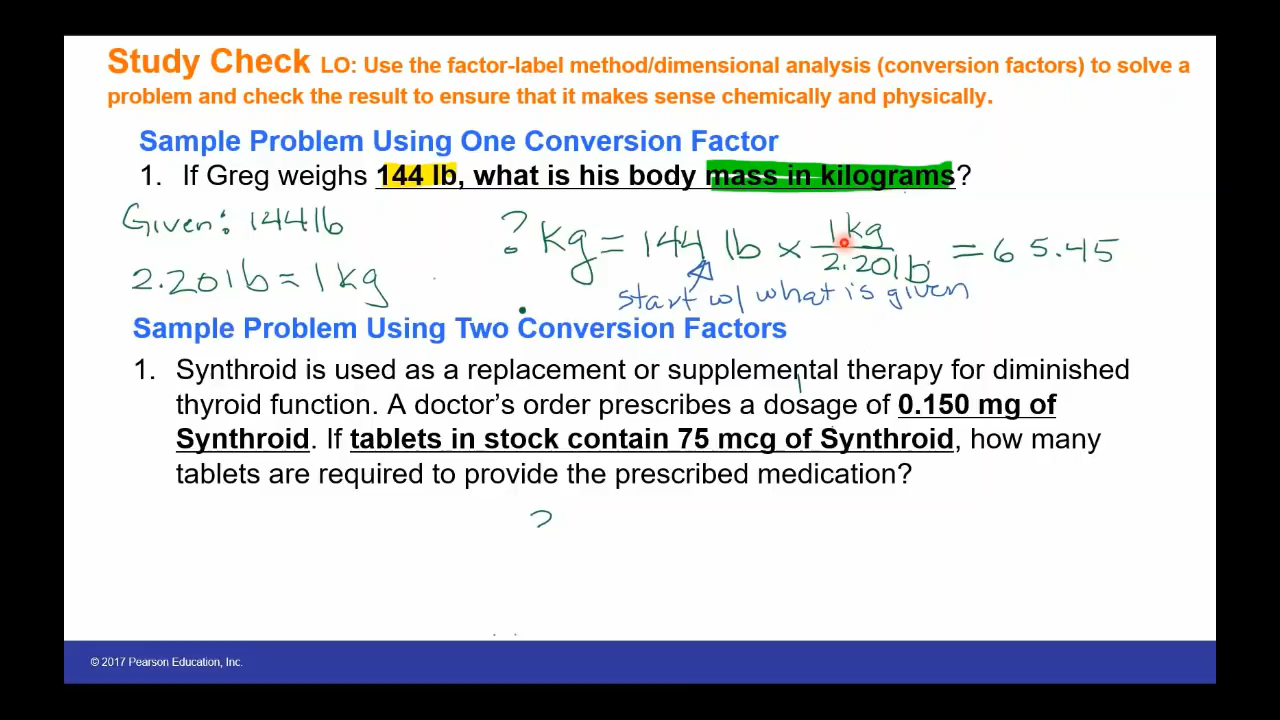 Study Check LO: Use the factor-label method/dimensional analysis (conversion factors) to solve a
problem and check the result to ensure that it makes sense chemically and physically.
Sample Problem Using One Conversion Factor
1. If Greg weighs 144 lb, what is his body mass in kilograms?
Given: 144 lb
2.20 lb = 1 kg
? kg = 144 lb x 1 kg / 2.20 lb = 65.45
start w/ what is given
Sample Problem Using Two Conversion Factors
1. Synthroid is used as a replacement or supplemental therapy for diminished
thyroid function. A doctor's order prescribes a dosage of 0.150 mg of
Synthroid. If tablets in stock contain 75 mcg of Synthroid, how many
tablets are required to provide the prescribed medication?
?
© 2017 Pearson Education, Inc.